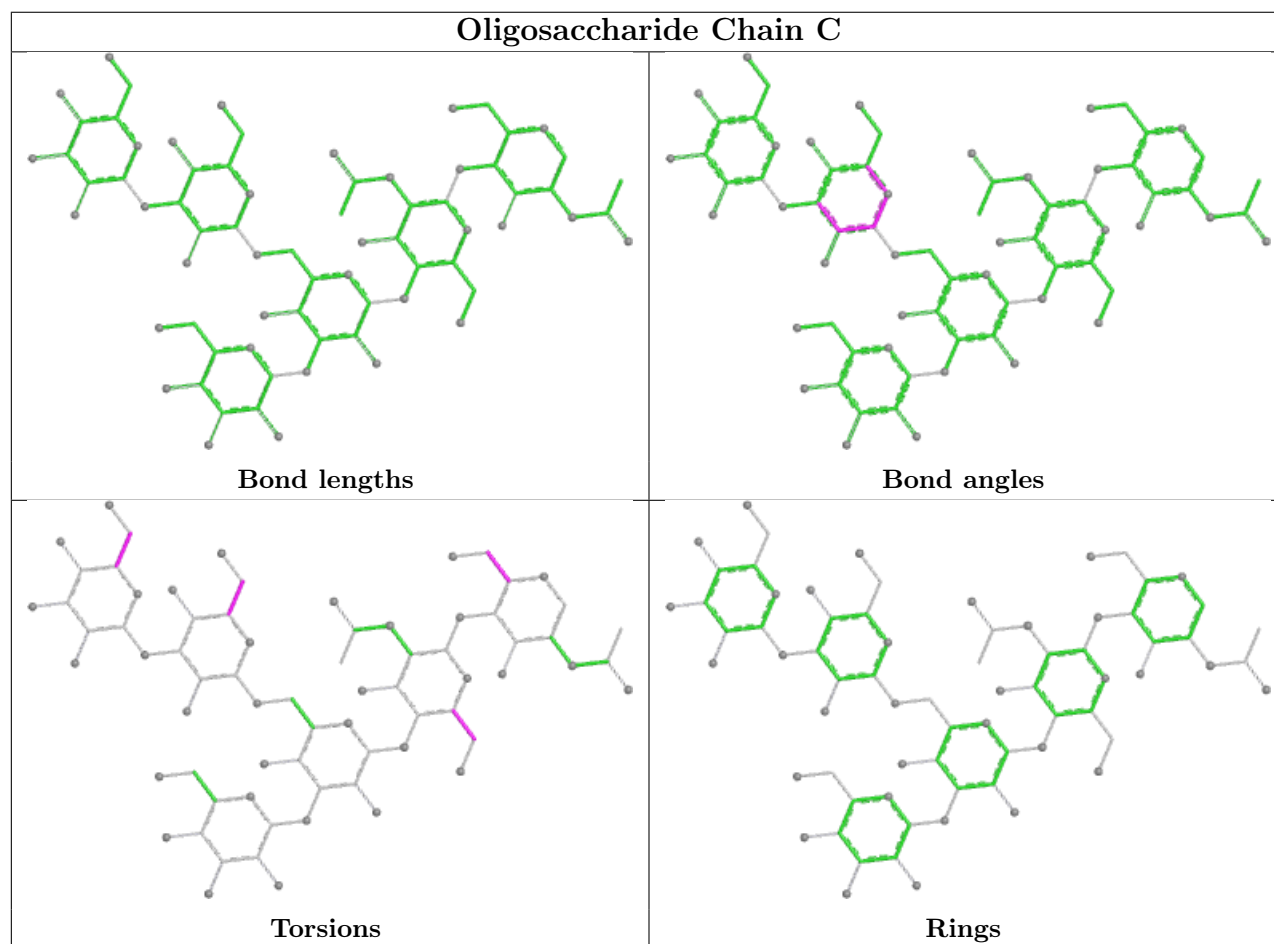 Oligosaccharide Chain C
Bond lengths
Bond angles
Torsions
Rings